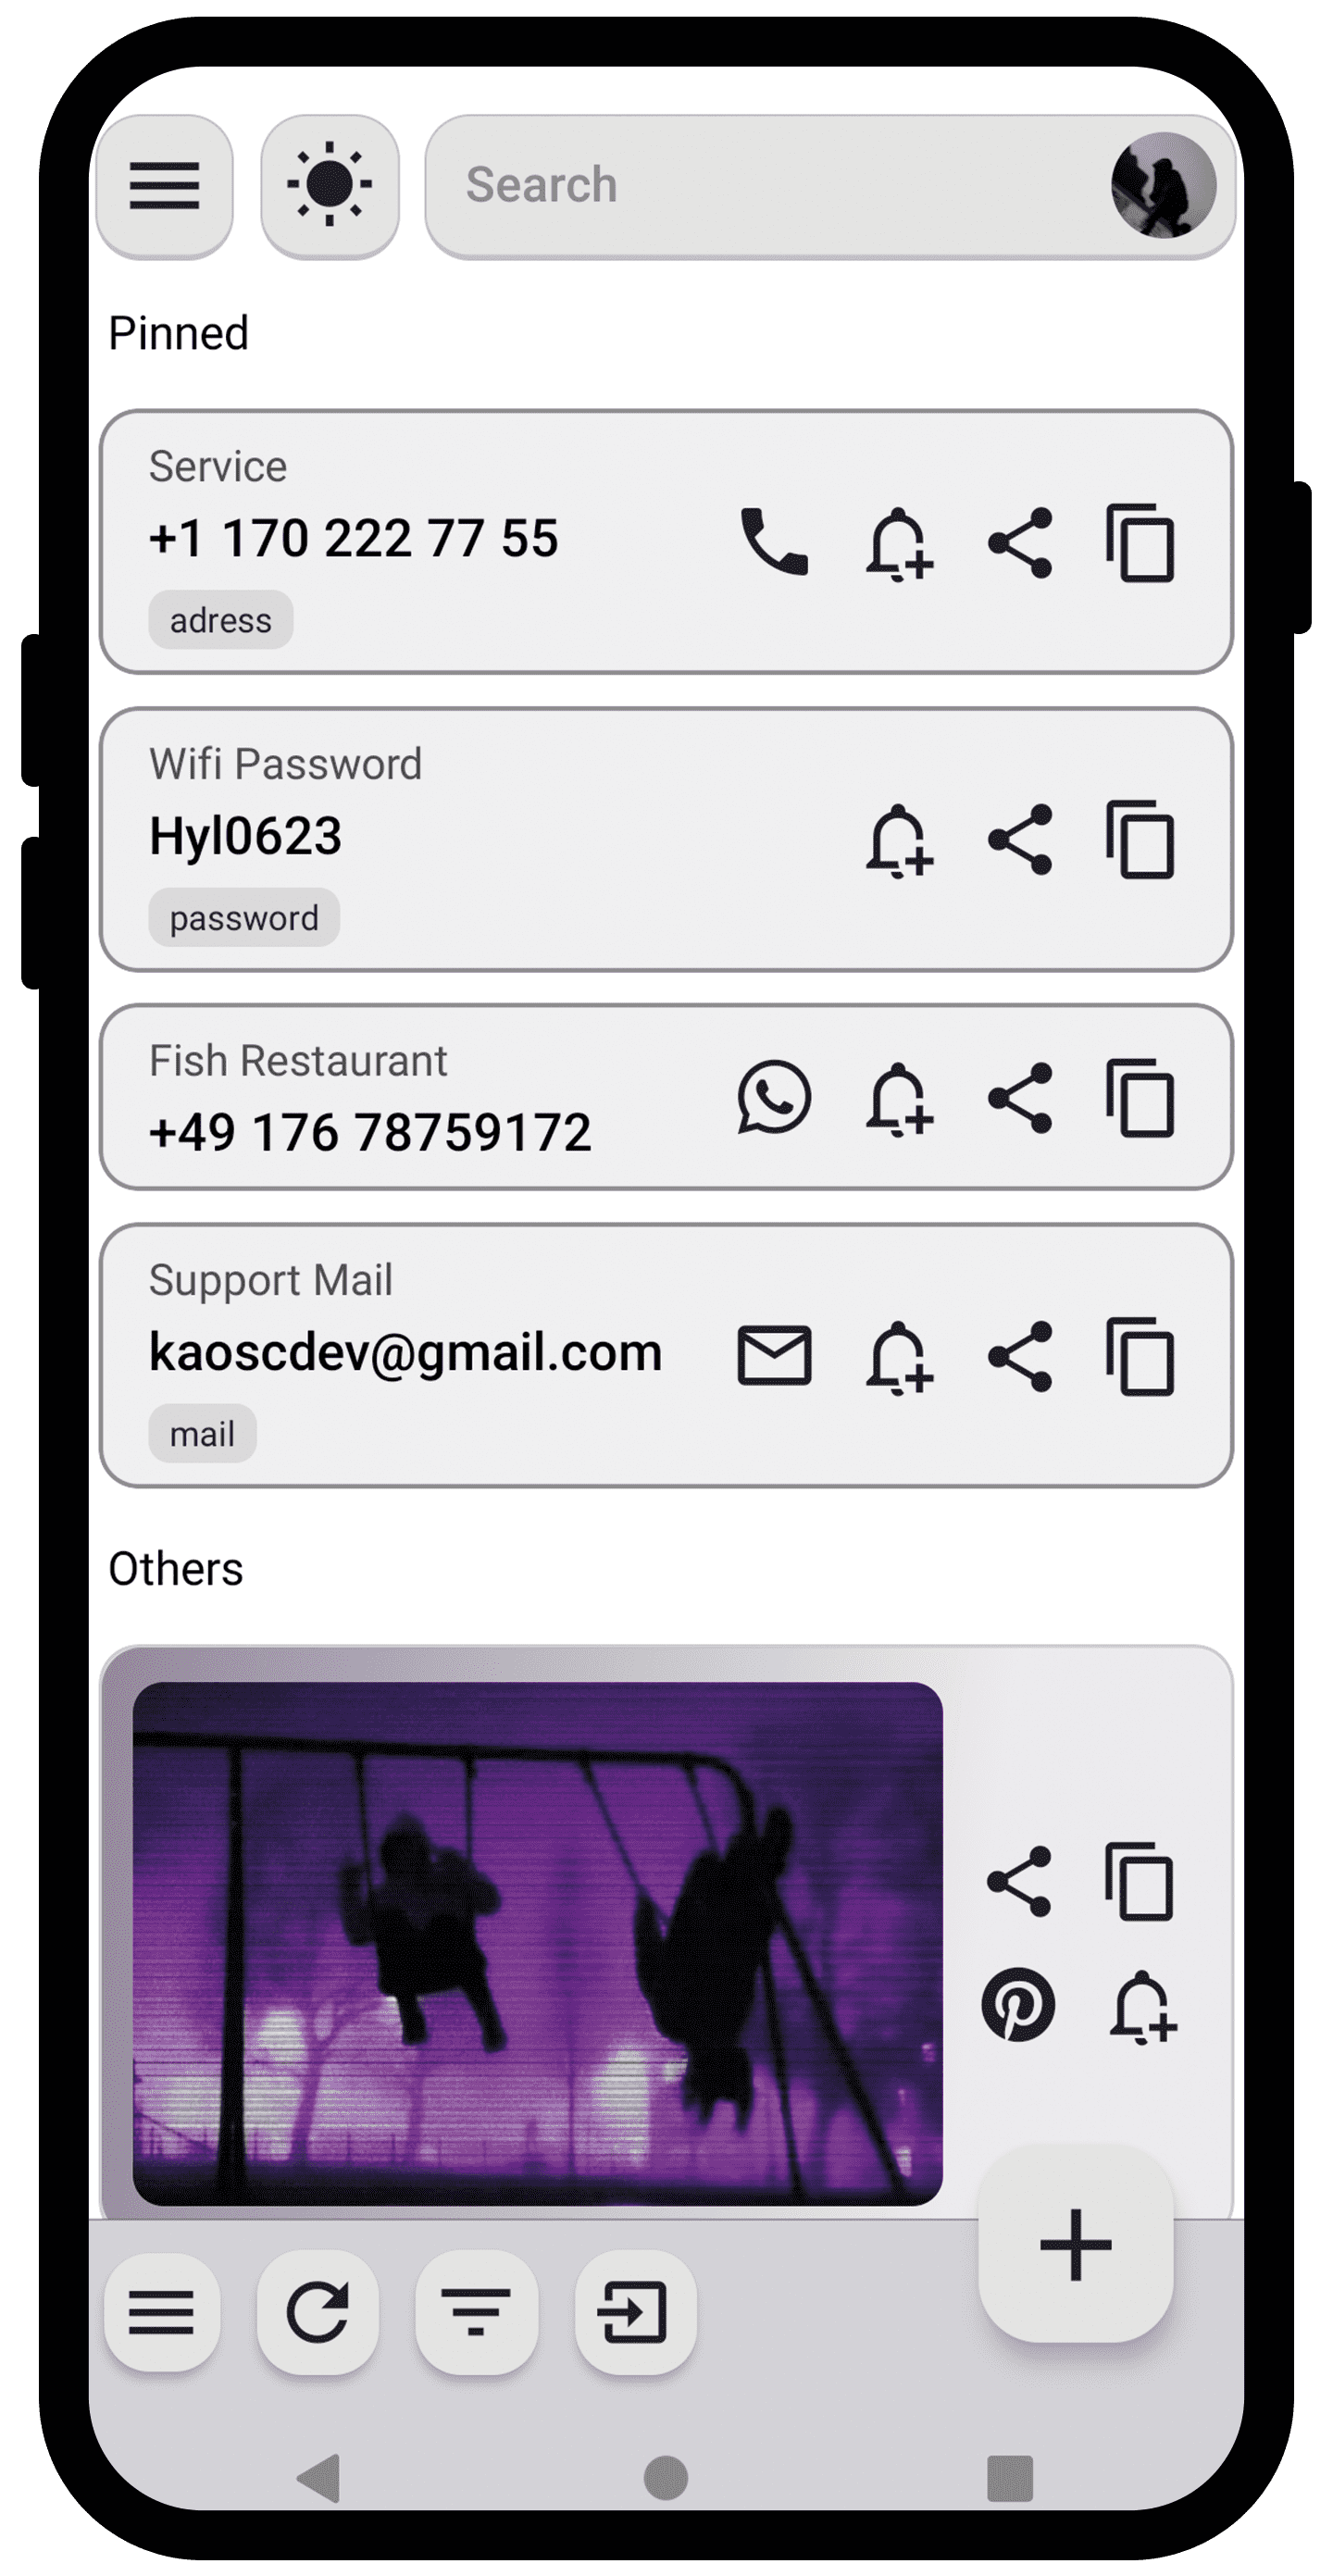 Search
Pinned
Service
+1 170 222 77 55
adress
Wifi Password
Hyl0623
password
Fish Restaurant
+49 176 78759172
Support Mail
kaoscdev@gmail.com
mail
Others